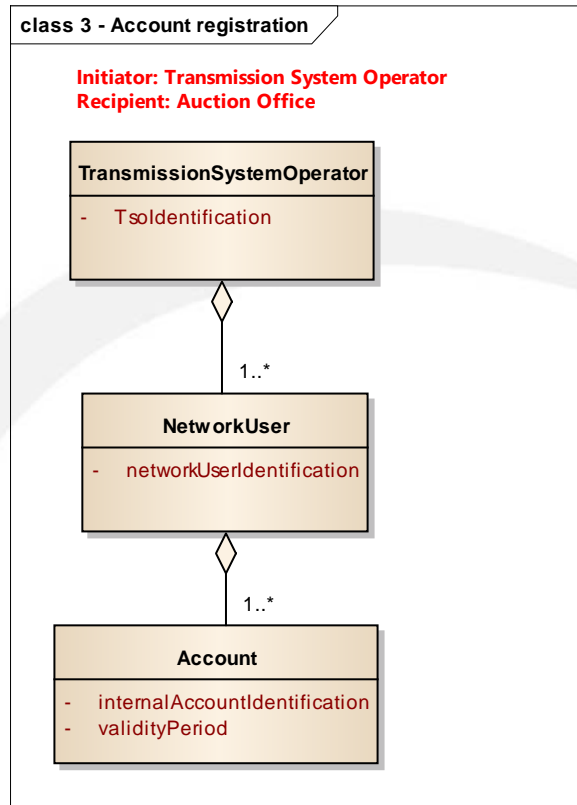 class 3 - Account registration
Initiator: Transmission System Operator
Recipient: Auction Office
TransmissionSystemOperator
- TsoIdentification
1..*
NetworkUser
- networkUserIdentification
1..*
Account
- internalAccountIdentification
- validityPeriod